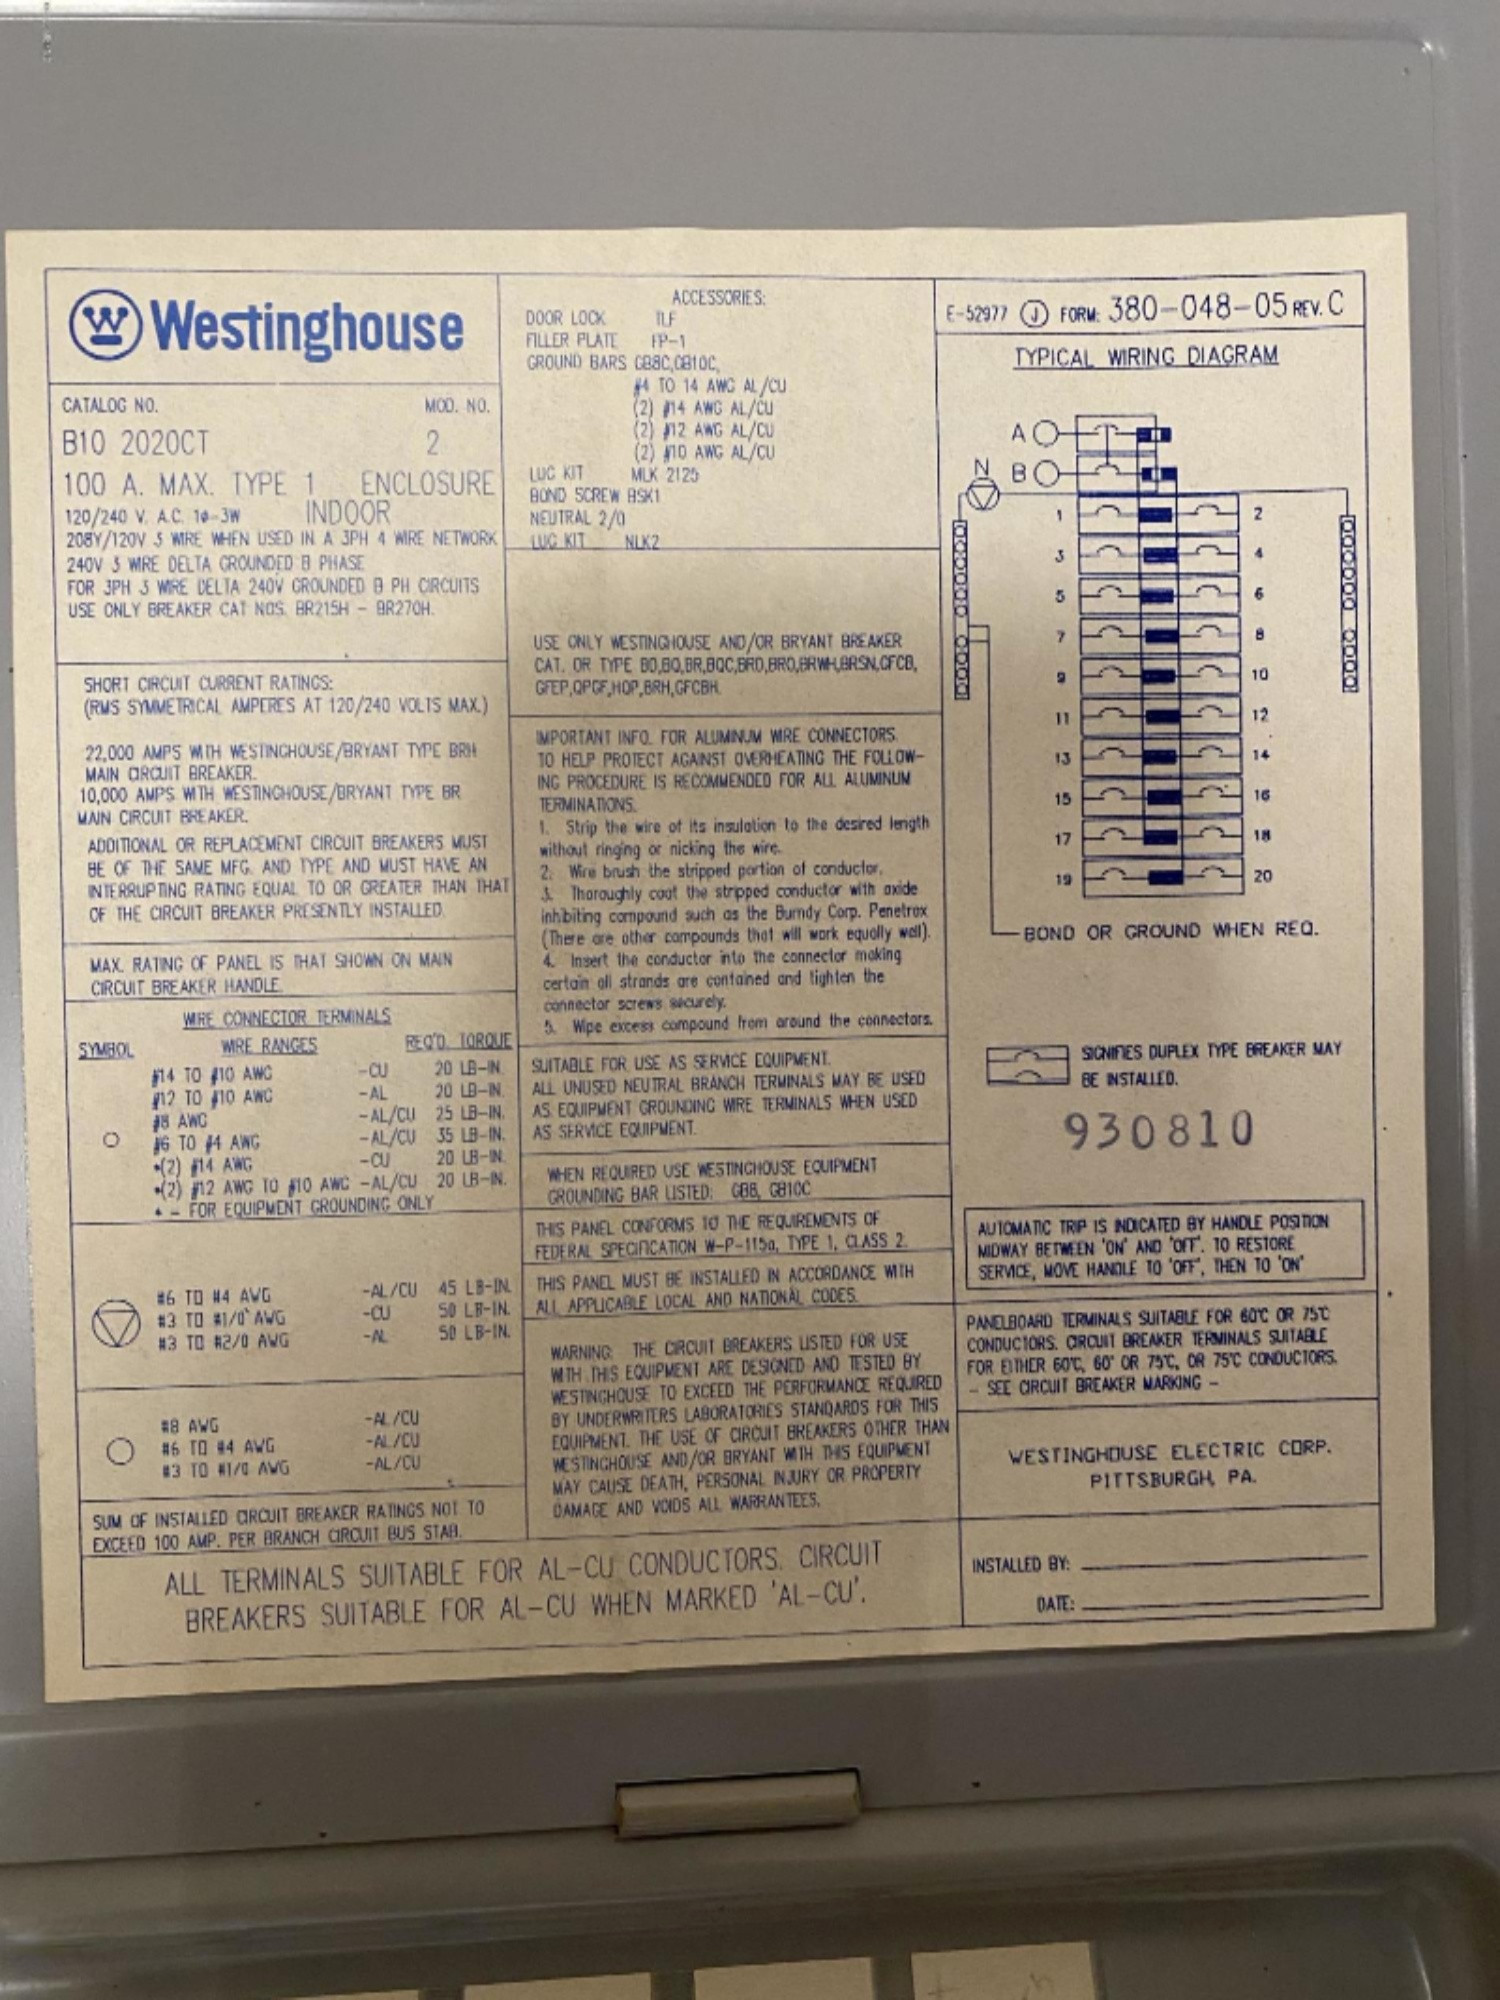 Westinghouse
CATALOG NO. MOD. NO.
B10 2020CT 2
100 A. MAX. TYPE 1 ENCLOSURE
120/240 V. A.C. 1ø-3W INDOOR
208Y/120V 3 WIRE WHEN USED IN A 3PH 4 WIRE NETWORK
240V 3 WIRE DELTA GROUNDED B PHASE
FOR 3PH 3 WIRE DELTA 240V GROUNDED B PH CIRCUITS
USE ONLY BREAKER CAT NOS. BR215H - BR270H.
SHORT CIRCUIT CURRENT RATINGS:
(RMS SYMMETRICAL AMPERES AT 120/240 VOLTS MAX.)
22,000 AMPS WITH WESTINGHOUSE/BRYANT TYPE BRH
MAIN CIRCUIT BREAKER.
10,000 AMPS WITH WESTINGHOUSE/BRYANT TYPE BR
MAIN CIRCUIT BREAKER.
ADDITIONAL OR REPLACEMENT CIRCUIT BREAKERS MUST
BE OF THE SAME MFG. AND TYPE AND MUST HAVE AN
INTERRUPTING RATING EQUAL TO OR GREATER THAN THAT
OF THE CIRCUIT BREAKER PRESENTLY INSTALLED.
MAX. RATING OF PANEL IS THAT SHOWN ON MAIN
CIRCUIT BREAKER HANDLE.
WIRE CONNECTOR TERMINALS
SYMBOL WIRE RANGES REQ'D. TORQUE
#14 TO #10 AWG -CU 20 LB-IN.
#12 TO #10 AWG -AL 20 LB-IN.
#8 AWG -AL/CU 25 LB-IN.
#6 TO #4 AWG -AL/CU 35 LB-IN.
*(2) #14 AWG -CU 20 LB-IN.
*(2) #12 AWG TO #10 AWG -AL/CU 20 LB-IN.
* - FOR EQUIPMENT GROUNDING ONLY
#6 TO #4 AWG -AL/CU 45 LB-IN.
#3 TO #1/0 AWG -CU 50 LB-IN.
#3 TO #2/0 AWG -AL 50 LB-IN.
#8 AWG -AL/CU
#6 TO #4 AWG -AL/CU
#3 TO #1/0 AWG -AL/CU
SUM OF INSTALLED CIRCUIT BREAKER RATINGS NOT TO
EXCEED 100 AMP. PER BRANCH CIRCUIT BUS STAB.
ALL TERMINALS SUITABLE FOR AL-CU CONDUCTORS. CIRCUIT
BREAKERS SUITABLE FOR AL-CU WHEN MARKED 'AL-CU'.
ACCESSORIES:
DOOR LOCK TLF
FILLER PLATE FP-1
GROUND BARS GB8C,GB10C,
#4 TO 14 AWG AL/CU
(2) #14 AWG AL/CU
(2) #12 AWG AL/CU
(2) #10 AWG AL/CU
LUG KIT MLK 2125
BOND SCREW BSK1
NEUTRAL 2/0
LUG KIT NLK2
USE ONLY WESTINGHOUSE AND/OR BRYANT BREAKER
CAT. OR TYPE BD,BQ,BR,BQC,BRD,BRO,BRWH,BRSN,GFCB,
GFEP,QPGF,HQP,BRH,GFCBH.
IMPORTANT INFO. FOR ALUMINUM WIRE CONNECTORS.
TO HELP PROTECT AGAINST OVERHEATING THE FOLLOW-
ING PROCEDURE IS RECOMMENDED FOR ALL ALUMINUM
TERMINATIONS.
1. Strip the wire of its insulation to the desired length
without ringing or nicking the wire.
2. Wire brush the stripped portion of conductor.
3. Thoroughly coat the stripped conductor with oxide
inhibiting compound such as the Burndy Corp. Penetrox
(There are other compounds that will work equally well).
4. Insert the conductor into the connector making
certain all strands are contained and tighten the
connector screws securely.
5. Wipe excess compound from around the connectors.
SUITABLE FOR USE AS SERVICE EQUIPMENT.
ALL UNUSED NEUTRAL BRANCH TERMINALS MAY BE USED
AS EQUIPMENT GROUNDING WIRE TERMINALS WHEN USED
AS SERVICE EQUIPMENT.
WHEN REQUIRED USE WESTINGHOUSE EQUIPMENT
GROUNDING BAR LISTED: GB8, GB10C
THIS PANEL CONFORMS TO THE REQUIREMENTS OF
FEDERAL SPECIFICATION W-P-115a, TYPE 1, CLASS 2.
THIS PANEL MUST BE INSTALLED IN ACCORDANCE WITH
ALL APPLICABLE LOCAL AND NATIONAL CODES.
WARNING: THE CIRCUIT BREAKERS LISTED FOR USE
WITH THIS EQUIPMENT ARE DESIGNED AND TESTED BY
WESTINGHOUSE TO EXCEED THE PERFORMANCE REQUIRED
BY UNDERWRITERS LABORATORIES STANDARDS FOR THIS
EQUIPMENT. THE USE OF CIRCUIT BREAKERS OTHER THAN
WESTINGHOUSE AND/OR BRYANT WITH THIS EQUIPMENT
MAY CAUSE DEATH, PERSONAL INJURY OR PROPERTY
DAMAGE AND VOIDS ALL WARRANTEES.
E-52977 J FORM: 380-048-05 REV. C
TYPICAL WIRING DIAGRAM
A
N B
1 2
3 4
5 6
7 8
9 10
11 12
13 14
15 16
17 18
19 20
BOND OR GROUND WHEN REQ.
SIGNIFIES DUPLEX TYPE BREAKER MAY
BE INSTALLED.
930810
AUTOMATIC TRIP IS INDICATED BY HANDLE POSITION
MIDWAY BETWEEN 'ON' AND 'OFF'. TO RESTORE
SERVICE, MOVE HANDLE TO 'OFF', THEN TO 'ON'
PANELBOARD TERMINALS SUITABLE FOR 60°C OR 75°C
CONDUCTORS. CIRCUIT BREAKER TERMINALS SUITABLE
FOR EITHER 60°C, 60° OR 75°C, OR 75°C CONDUCTORS.
- SEE CIRCUIT BREAKER MARKING -
WESTINGHOUSE ELECTRIC CORP.
PITTSBURGH, PA.
INSTALLED BY:
DATE: